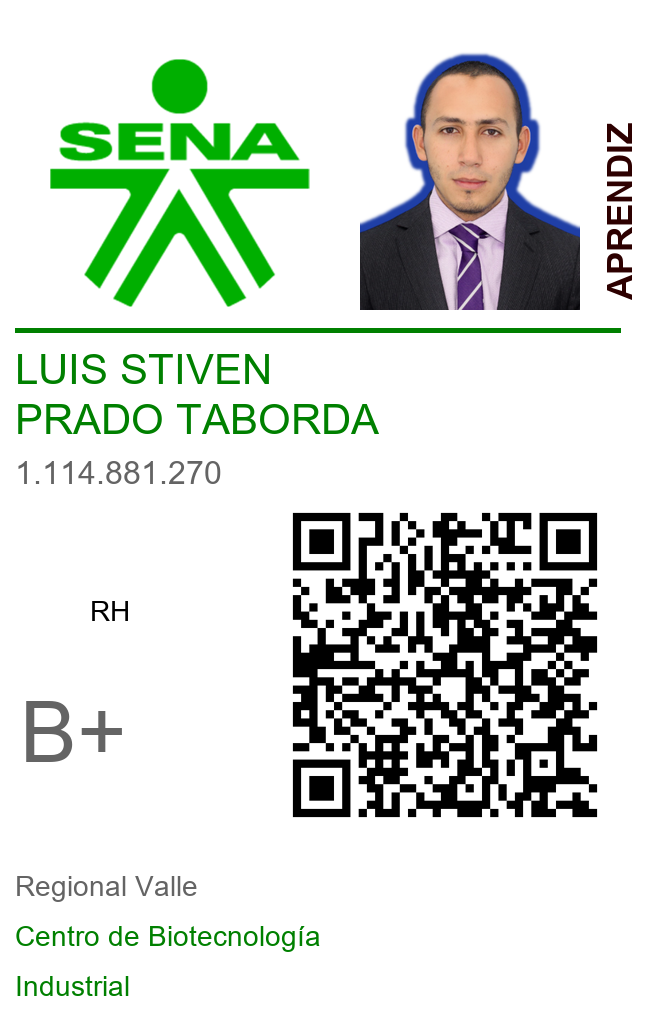 SENA
APRENDIZ
LUIS STIVEN
PRADO TABORDA
1.114.881.270
RH
B+
Regional Valle
Centro de Biotecnología
Industrial